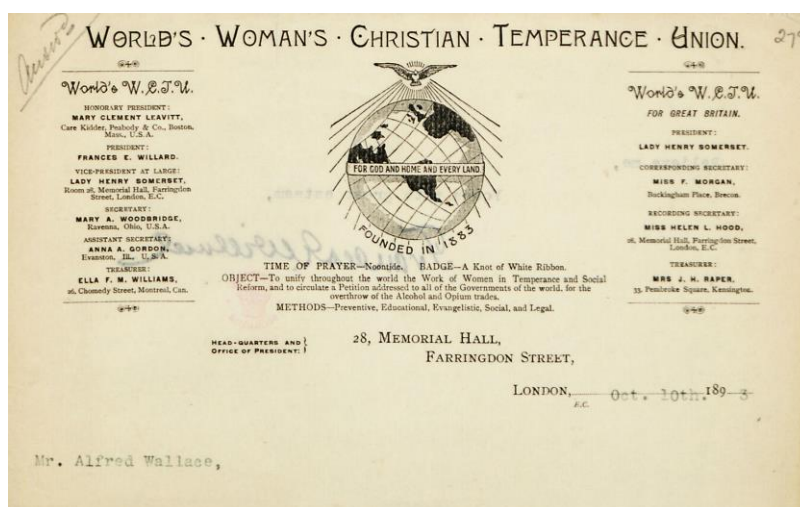 Answd
WORLD'S · WOMAN'S · CHRISTIAN · TEMPERANCE · UNION.
World's W.C.T.U.
HONORARY PRESIDENT:
MARY CLEMENT LEAVITT,
Care Kidder, Peabody & Co., Boston,
Mass., U.S.A.
PRESIDENT:
FRANCES E. WILLARD.
VICE-PRESIDENT AT LARGE:
LADY HENRY SOMERSET,
Room 28, Memorial Hall, Farringdon
Street, London, E.C.
SECRETARY:
MARY A. WOODBRIDGE,
Ravenna, Ohio, U.S.A.
ASSISTANT SECRETARY:
ANNA A. GORDON,
Evanston, Ill., U.S.A.
TREASURER:
ELLA F. M. WILLIAMS,
26, Chomedy Street, Montreal, Can.
FOR GOD AND HOME AND EVERY LAND.
FOUNDED IN 1883
World's W.C.T.U.
FOR GREAT BRITAIN.
PRESIDENT:
LADY HENRY SOMERSET.
CORRESPONDING SECRETARY:
MISS F. MORGAN,
Buckingham Place, Brecon.
RECORDING SECRETARY:
MISS HELEN L. HOOD,
28, Memorial Hall, Farringdon Street,
London, E.C.
TREASURER:
MRS J. H. RAPER,
33, Pembroke Square, Kensington.
TIME OF PRAYER—Noontide. BADGE—A Knot of White Ribbon.
OBJECT—To unify throughout the world the Work of Women in Temperance and Social
Reform, and to circulate a Petition addressed to all of the Governments of the world, for the
overthrow of the Alcohol and Opium trades.
METHODS—Preventive, Educational, Evangelistic, Social, and Legal.
HEAD-QUARTERS AND
OFFICE OF PRESIDENT:
28, MEMORIAL HALL,
FARRINGDON STREET,
LONDON, Oct. 10th. 1893
E.C.
Mr. Alfred Wallace,